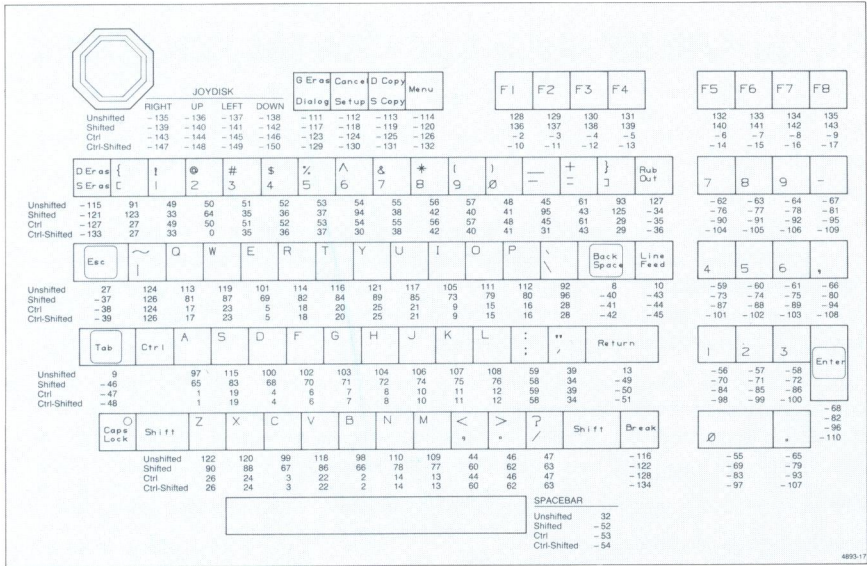 JOYDISK
RIGHT UP LEFT DOWN
Unshifted -135 -136 -137 -138
Shifted -139 -140 -141 -142
Ctrl -143 -144 -145 -146
Ctrl-Shifted -147 -148 -149 -150
G Eras Cancel D Copy Menu
Dialog Setup S Copy
-111 -112 -113 -114
-117 -118 -119 -120
-123 -124 -125 -126
-129 -130 -131 -132
F1 F2 F3 F4
128 129 130 131
136 137 138 139
-2 -3 -4 -5
-10 -11 -12 -13
F5 F6 F7 F8
132 133 134 135
140 141 142 143
-6 -7 -8 -9
-14 -15 -16 -17
D Eras { ! @ # $ % ^ & * ( ) _ + } Rub
S Eras [ 1 2 3 4 5 6 7 8 9 0 - = ] Out
Unshifted -115 91 49 50 51 52 53 54 55 56 57 48 45 61 93 127
Shifted -121 123 33 64 35 36 37 94 38 42 40 41 95 43 125 -34
Ctrl -127 27 49 50 51 52 53 54 55 56 57 48 45 61 29 -35
Ctrl-Shifted -133 27 33 0 35 36 37 30 38 42 40 41 31 43 29 -36
7 8 9 -
-62 -63 -64 -67
-76 -77 -78 -81
-90 -91 -92 -95
-104 -105 -106 -109
Esc ~ Q W E R T Y U I O P ` Back Line
| \ Space Feed
Unshifted 27 124 113 119 101 114 116 121 117 105 111 112 92 8 10
Shifted -37 126 81 87 69 82 84 89 85 73 79 80 96 -40 -43
Ctrl -38 124 17 23 5 18 20 25 21 9 15 16 28 -41 -44
Ctrl-Shifted -39 126 17 23 5 18 20 25 21 9 15 16 28 -42 -45
4 5 6 ,
-59 -60 -61 -66
-73 -74 -75 -80
-87 -88 -89 -94
-101 -102 -103 -108
Tab Ctrl A S D F G H J K L : " Return
; '
Unshifted 9 97 115 100 102 103 104 106 107 108 59 39 13
Shifted -46 65 83 68 70 71 72 74 75 76 58 34 -49
Ctrl -47 1 19 4 6 7 8 10 11 12 59 39 -50
Ctrl-Shifted -48 1 19 4 6 7 8 10 11 12 58 34 -51
1 2 3 Enter
-56 -57 -58
-70 -71 -72
-84 -85 -86
-98 -99 -100
-68
-82
-96
-110
Caps Lock Shift Z X C V B N M < > ? Shift Break
, . /
Unshifted 122 120 99 118 98 110 109 44 46 47 -116
Shifted 90 88 67 86 66 78 77 60 62 63 -122
Ctrl 26 24 3 22 2 14 13 44 46 47 -128
Ctrl-Shifted 26 24 3 22 2 14 13 60 62 63 -134
0 .
-55 -65
-69 -79
-83 -93
-97 -107
SPACEBAR
Unshifted 32
Shifted -52
Ctrl -53
Ctrl-Shifted -54
4893-17